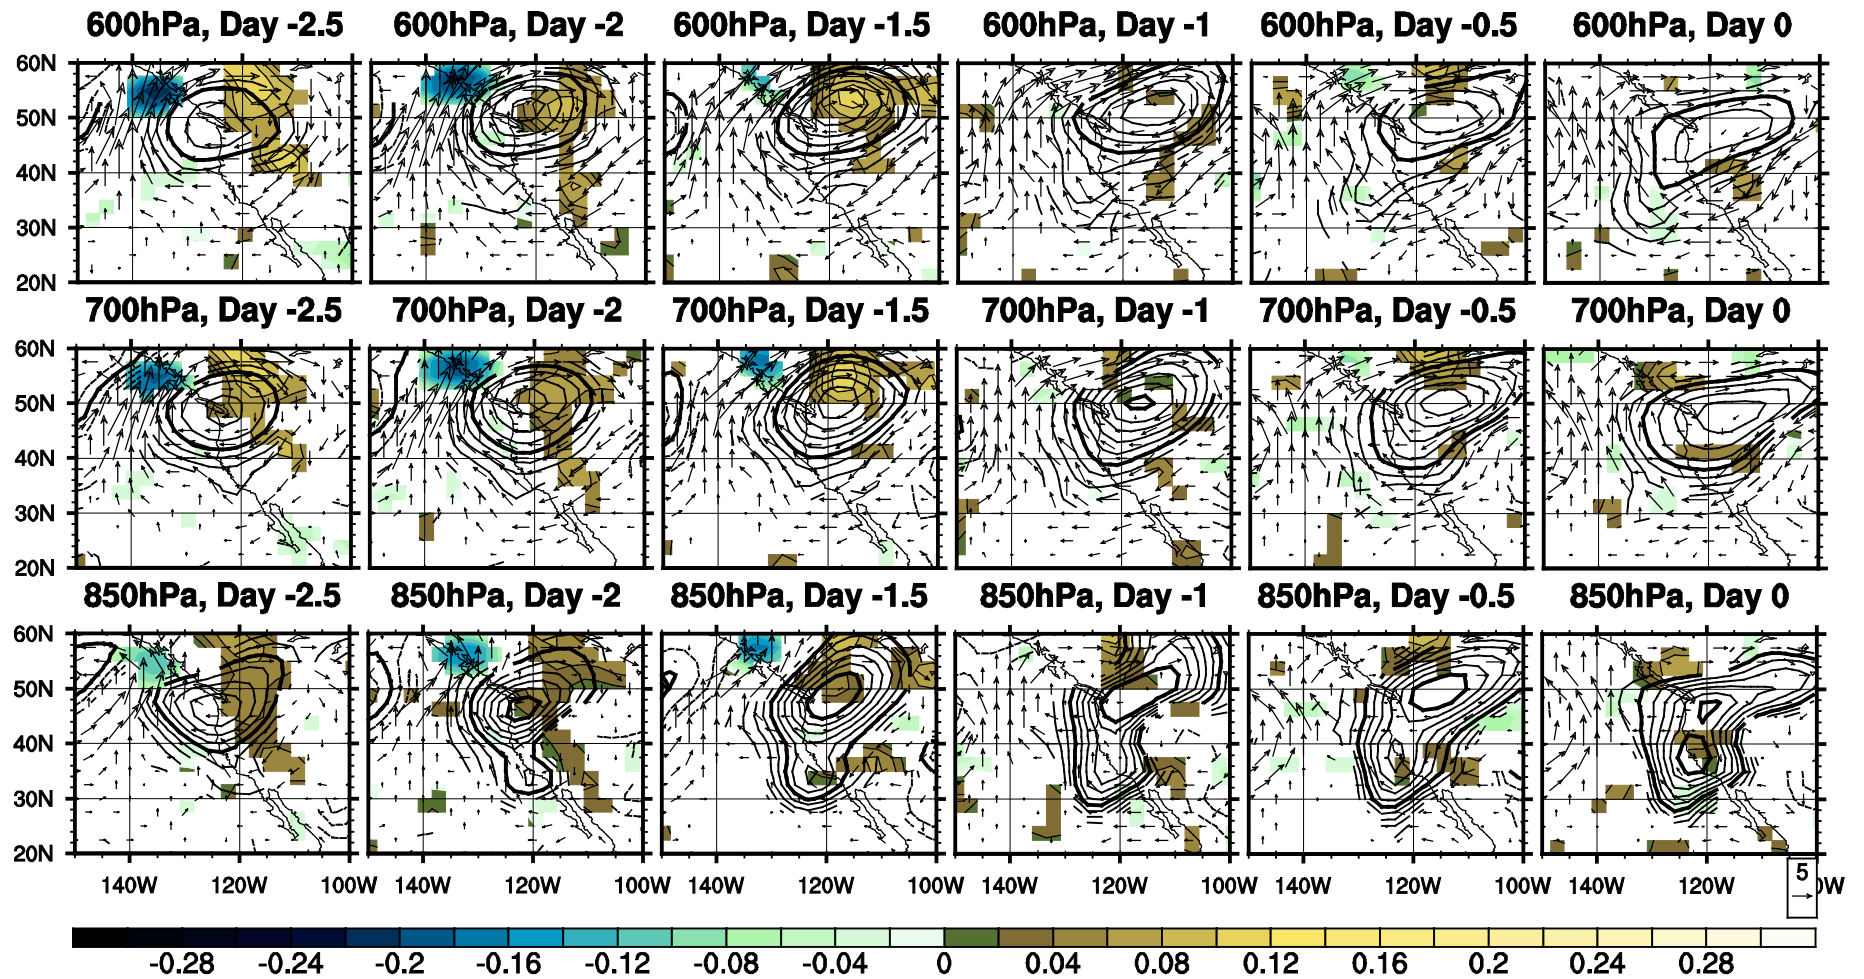 600hPa, Day -2.5 600hPa, Day -2 600hPa, Day -1.5 600hPa, Day -1 600hPa, Day -0.5 600hPa, Day 0
60N
50N
40N
30N
20N
700hPa, Day -2.5 700hPa, Day -2 700hPa, Day -1.5 700hPa, Day -1 700hPa, Day -0.5 700hPa, Day 0
60N
50N
40N
30N
20N
850hPa, Day -2.5 850hPa, Day -2 850hPa, Day -1.5 850hPa, Day -1 850hPa, Day -0.5 850hPa, Day 0
60N
50N
40N
30N
20N
140W 120W 100W 140W 120W 100W 140W 120W 100W 140W 120W 100W 140W 120W 100W 140W 120W 0W
5
-0.28 -0.24 -0.2 -0.16 -0.12 -0.08 -0.04 0 0.04 0.08 0.12 0.16 0.2 0.24 0.28